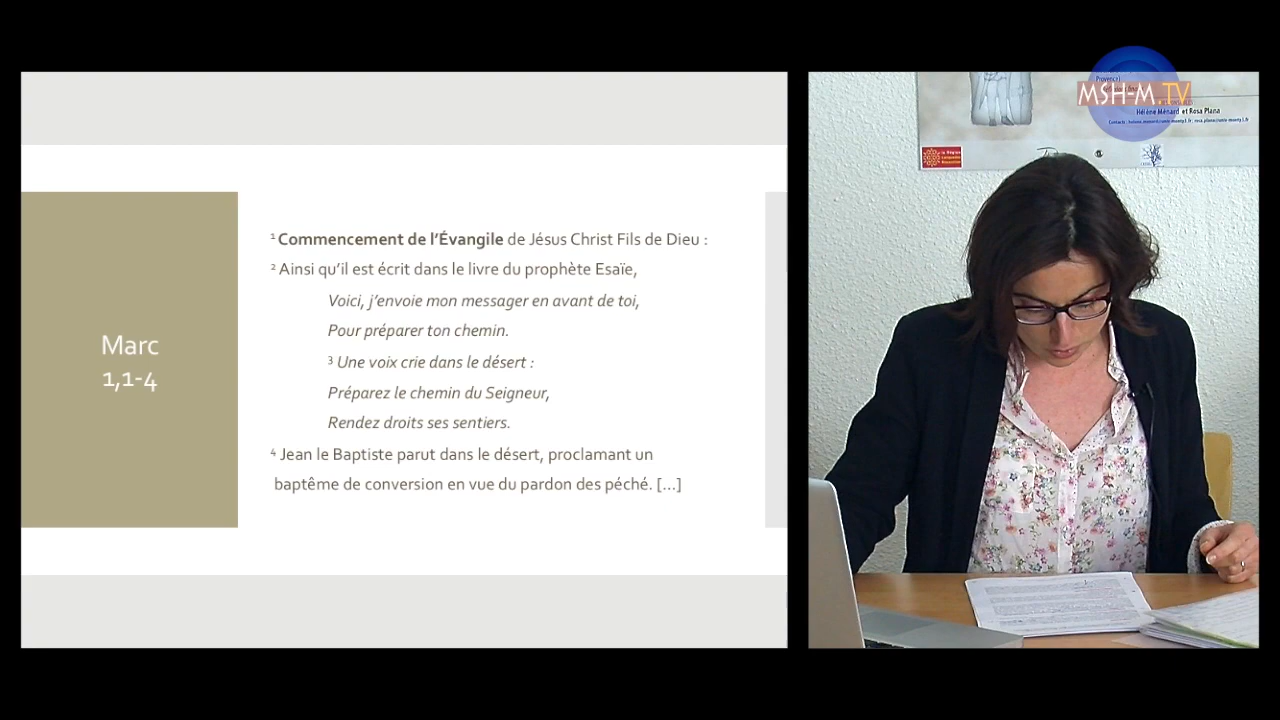 Marc
1,1-4
¹ Commencement de l’Évangile de Jésus Christ Fils de Dieu :
² Ainsi qu’il est écrit dans le livre du prophète Esaïe,
Voici, j’envoie mon messager en avant de toi,
Pour préparer ton chemin.
³ Une voix crie dans le désert :
Préparez le chemin du Seigneur,
Rendez droits ses sentiers.
⁴ Jean le Baptiste parut dans le désert, proclamant un
baptême de conversion en vue du pardon des péché. […]
Provence)
MSH-M.TV
Hélène Ménard et Rosa Plana
la Région